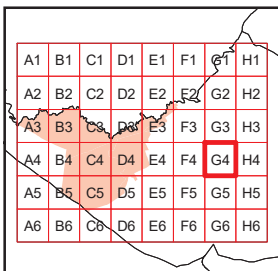 A1 B1 C1 D1 E1 F1 G1 H1
A2 B2 C2 D2 E2 F2 G2 H2
A3 B3 C3 D3 E3 F3 G3 H3
A4 B4 C4 D4 E4 F4 G4 H4
A5 B5 C5 D5 E5 F5 G5 H5
A6 B6 C6 D6 E6 F6 G6 H6